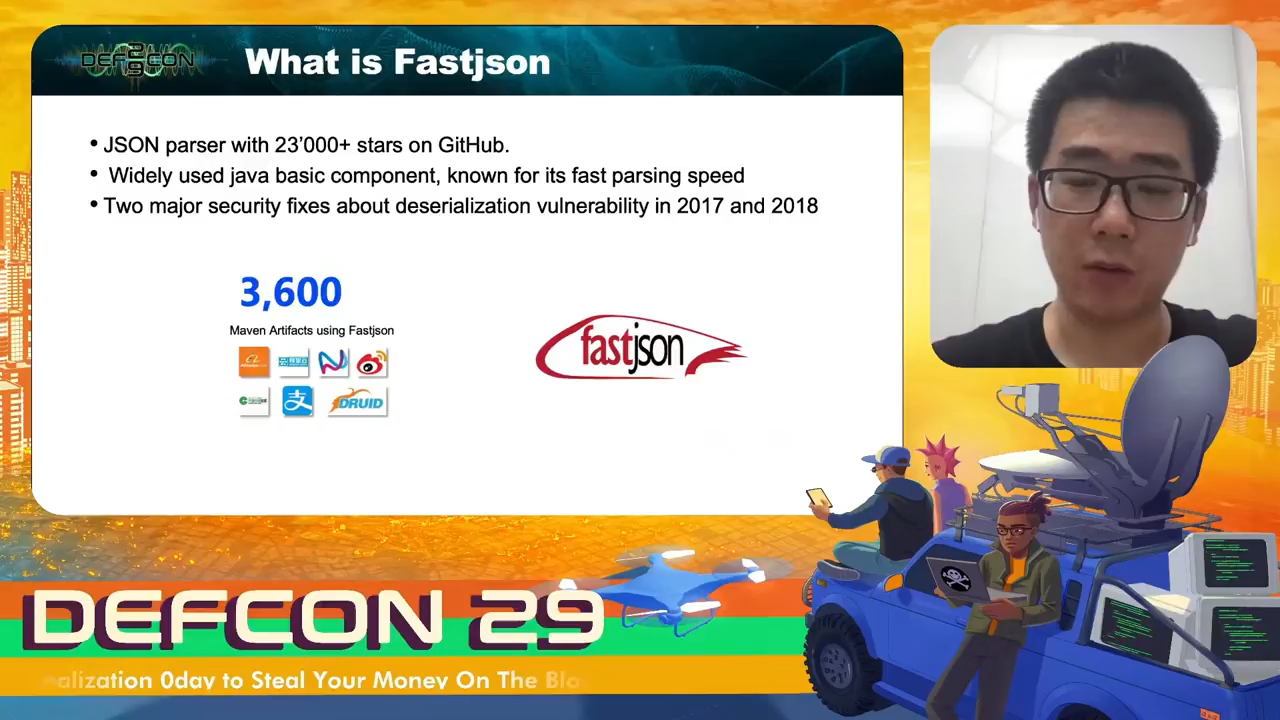 DEFCON
29
What is Fastjson
• JSON parser with 23’000+ stars on GitHub.
• Widely used java basic component, known for its fast parsing speed
• Two major security fixes about deserialization vulnerability in 2017 and 2018
3,600
Maven Artifacts using Fastjson
DRUID
fastjson
DEFCON 29
alization 0day to Steal Your Money On The Blo